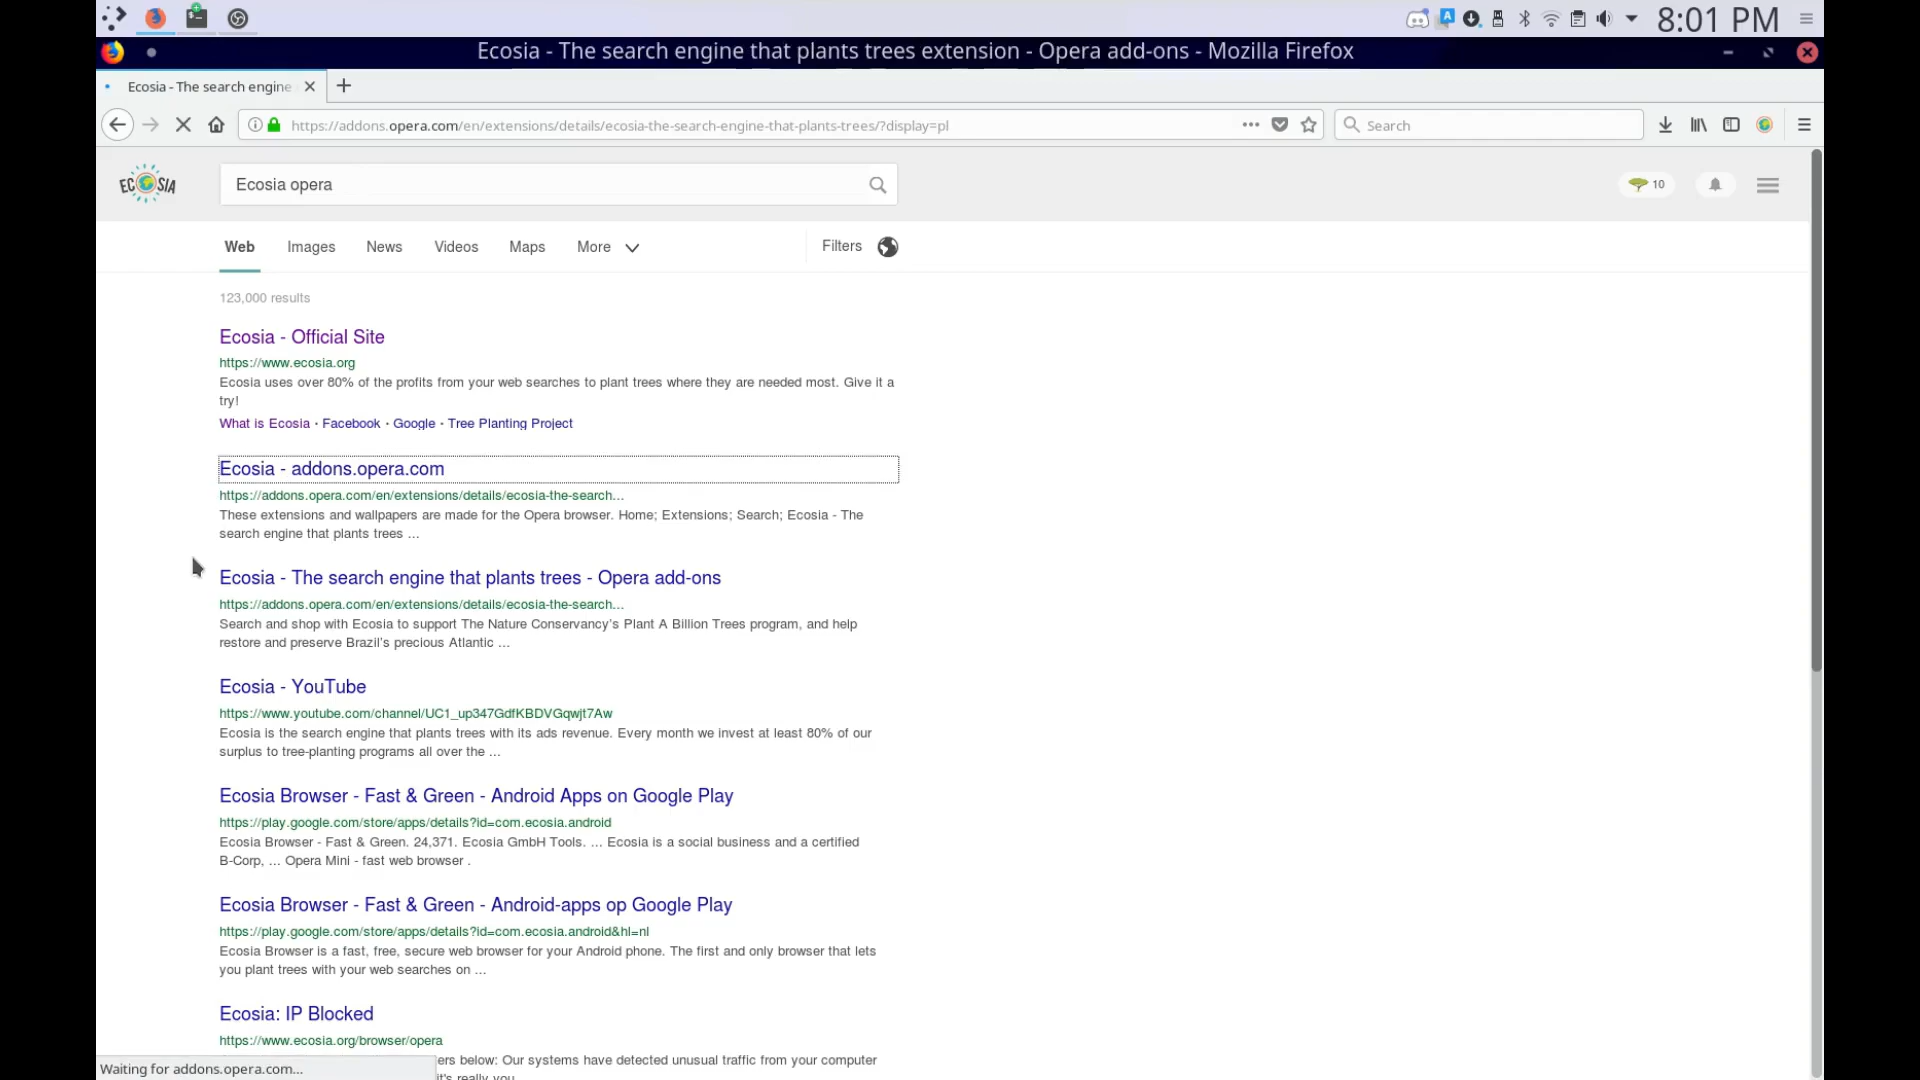 8:01 PM
Ecosia - The search engine that plants trees extension - Opera add-ons - Mozilla Firefox
Ecosia - The search engine
https://addons.opera.com/en/extensions/details/ecosia-the-search-engine-that-plants-trees/?display=pl
Search
ECOSIA
Ecosia opera
10
Web Images News Videos Maps More Filters
123,000 results
Ecosia - Official Site
https://www.ecosia.org
Ecosia uses over 80% of the profits from your web searches to plant trees where they are needed most. Give it a
try!
What is Ecosia · Facebook · Google · Tree Planting Project
Ecosia - addons.opera.com
https://addons.opera.com/en/extensions/details/ecosia-the-search...
These extensions and wallpapers are made for the Opera browser. Home; Extensions; Search; Ecosia - The
search engine that plants trees ...
Ecosia - The search engine that plants trees - Opera add-ons
https://addons.opera.com/en/extensions/details/ecosia-the-search...
Search and shop with Ecosia to support The Nature Conservancy's Plant A Billion Trees program, and help
restore and preserve Brazil's precious Atlantic ...
Ecosia - YouTube
https://www.youtube.com/channel/UC1_up347GdfKBDVGqwjt7Aw
Ecosia is the search engine that plants trees with its ads revenue. Every month we invest at least 80% of our
surplus to tree-planting programs all over the ...
Ecosia Browser - Fast & Green - Android Apps on Google Play
https://play.google.com/store/apps/details?id=com.ecosia.android
Ecosia Browser - Fast & Green. 24,371. Ecosia GmbH Tools. ... Ecosia is a social business and a certified
B-Corp, ... Opera Mini - fast web browser .
Ecosia Browser - Fast & Green - Android-apps op Google Play
https://play.google.com/store/apps/details?id=com.ecosia.android&hl=nl
Ecosia Browser is a fast, free, secure web browser for your Android phone. The first and only browser that lets
you plant trees with your web searches on ...
Ecosia: IP Blocked
https://www.ecosia.org/browser/opera
ers below: Our systems have detected unusual traffic from your computer
Waiting for addons.opera.com...
it's really you